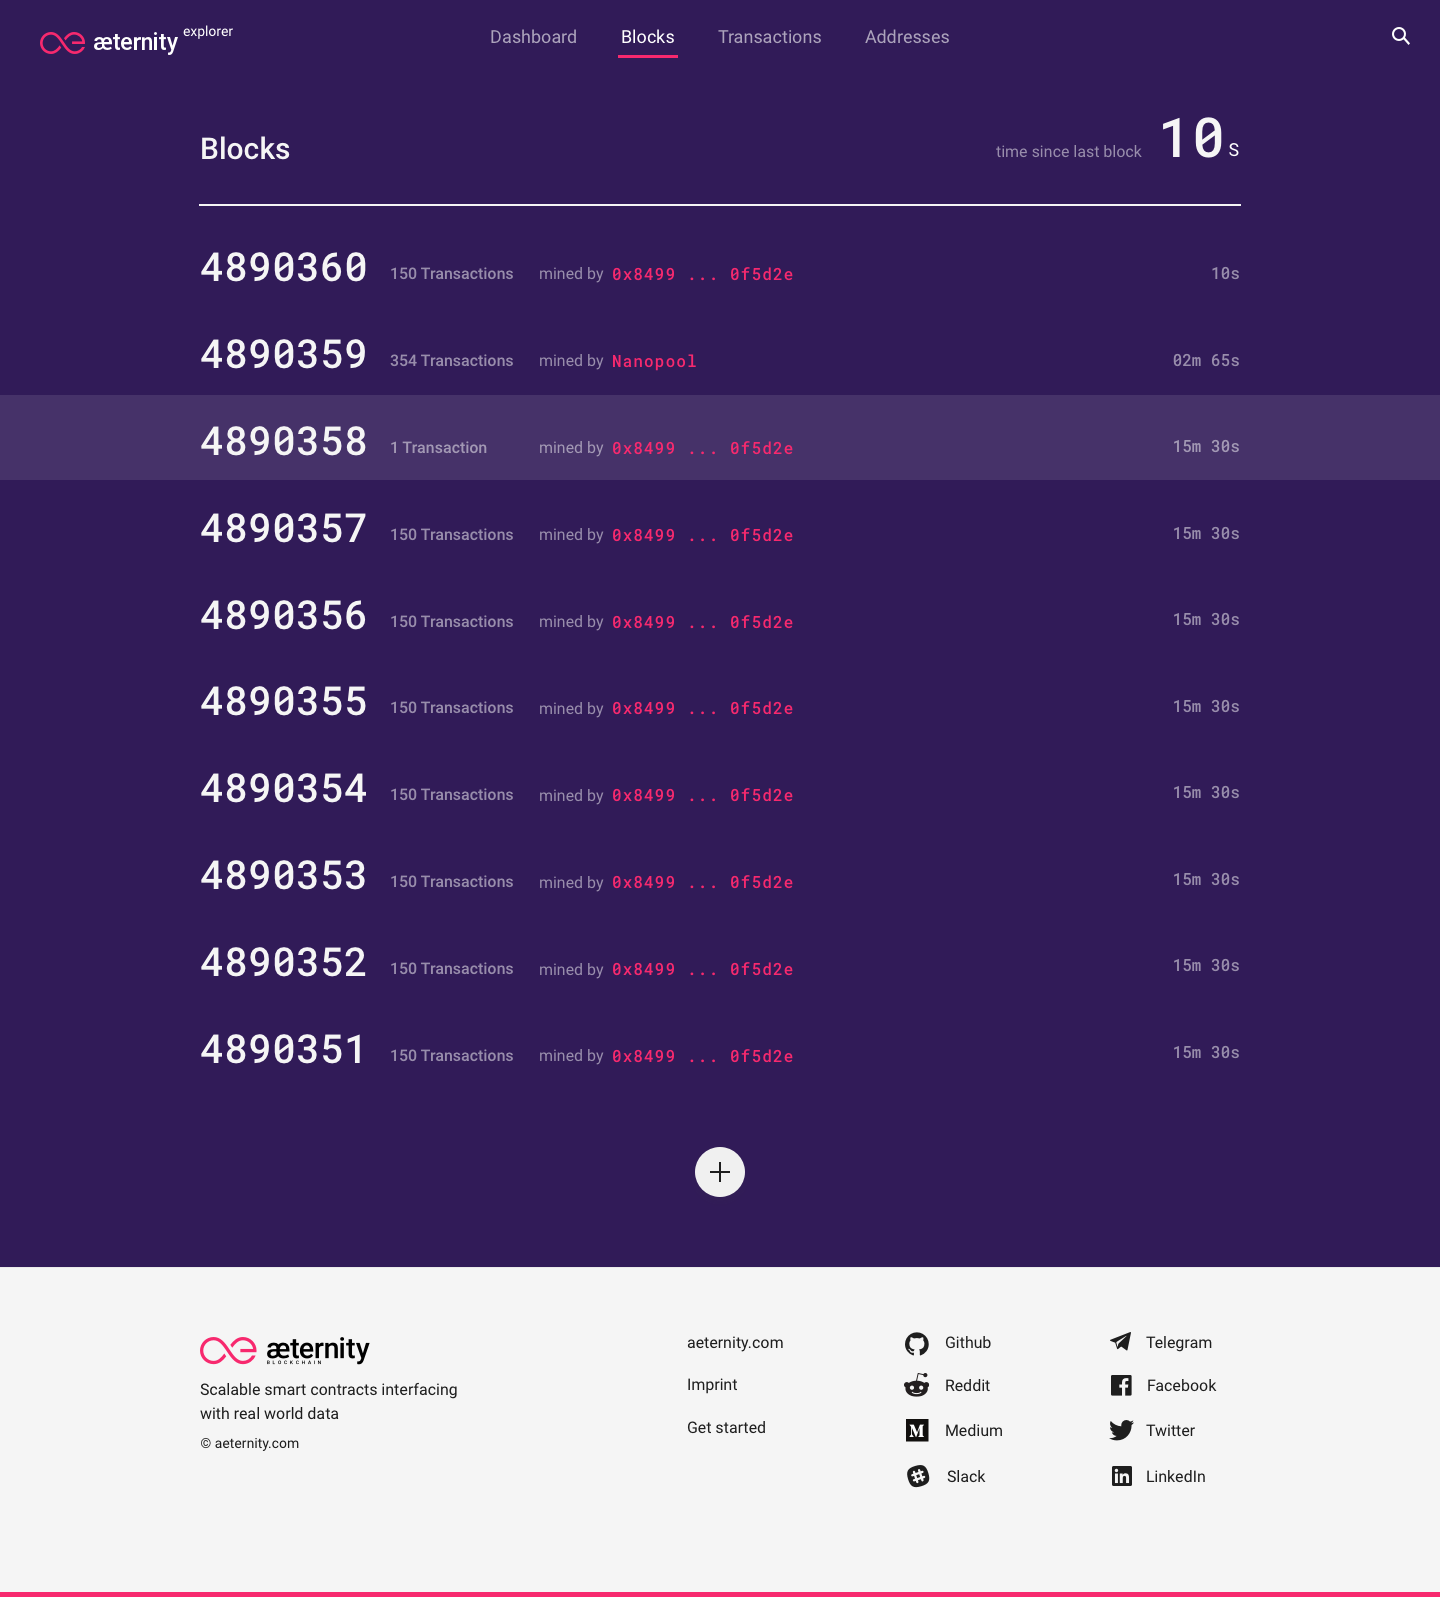 æternity explorer
Dashboard Blocks Transactions Addresses
Blocks
time since last block 10 s
4890360 150 Transactions mined by 0x8499 ... 0f5d2e 10s
4890359 354 Transactions mined by Nanopool 02m 65s
4890358 1 Transaction mined by 0x8499 ... 0f5d2e 15m 30s
4890357 150 Transactions mined by 0x8499 ... 0f5d2e 15m 30s
4890356 150 Transactions mined by 0x8499 ... 0f5d2e 15m 30s
4890355 150 Transactions mined by 0x8499 ... 0f5d2e 15m 30s
4890354 150 Transactions mined by 0x8499 ... 0f5d2e 15m 30s
4890353 150 Transactions mined by 0x8499 ... 0f5d2e 15m 30s
4890352 150 Transactions mined by 0x8499 ... 0f5d2e 15m 30s
4890351 150 Transactions mined by 0x8499 ... 0f5d2e 15m 30s
æternity
BLOCKCHAIN
Scalable smart contracts interfacing
with real world data
© aeternity.com
aeternity.com
Imprint
Get started
Github
Reddit
Medium
Slack
Telegram
Facebook
Twitter
LinkedIn